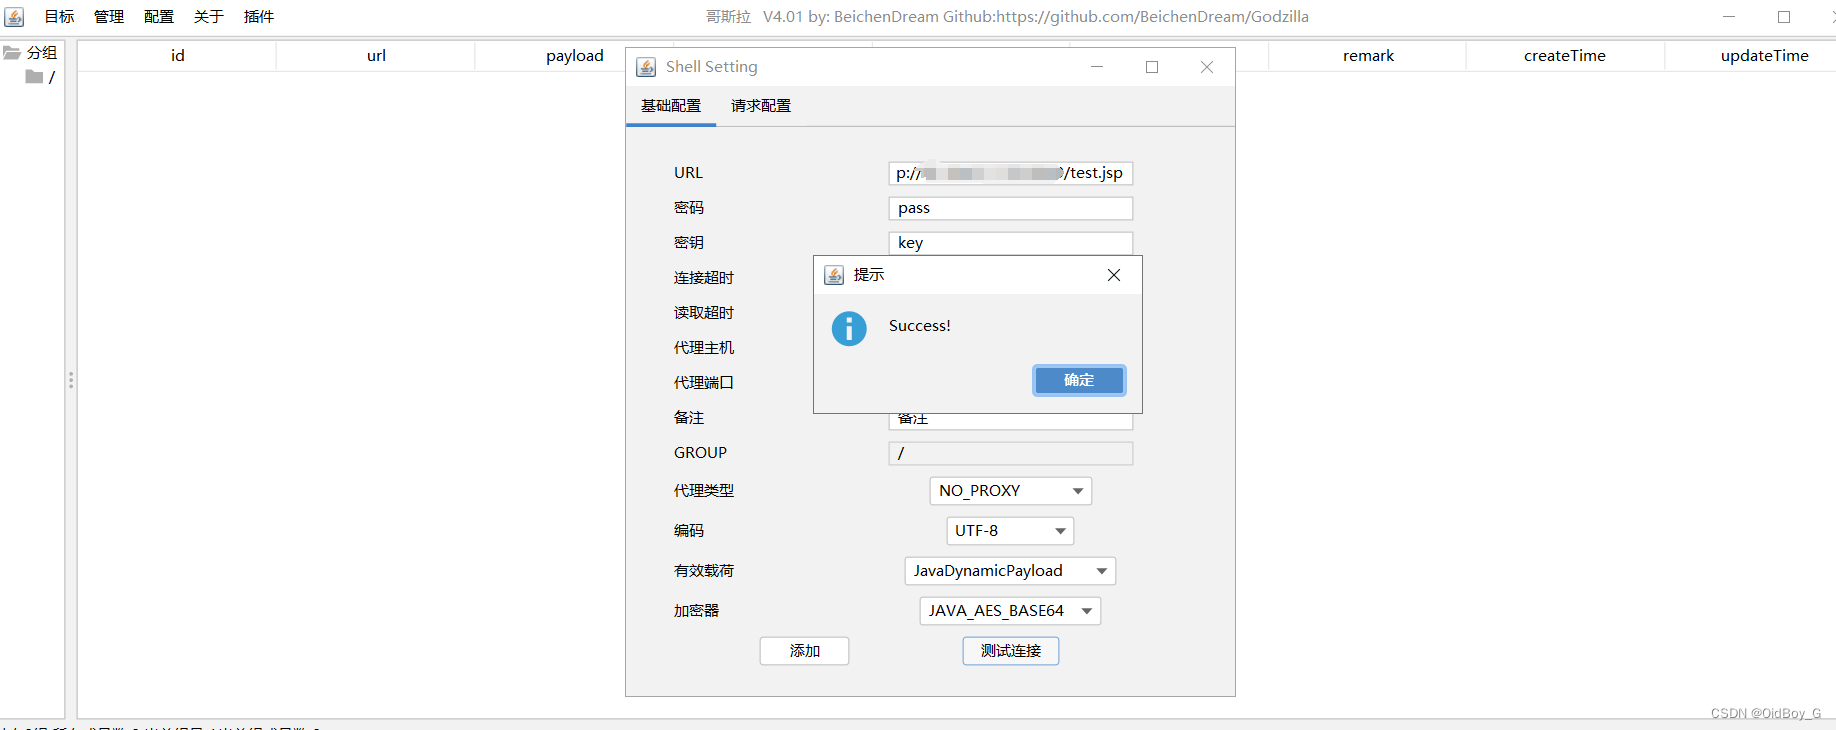 目标 管理 配置 关于 插件 哥斯拉 V4.01 by: BeichenDream Github:https://github.com/BeichenDream/Godzilla
分组
/
id url payload remark createTime updateTime
Shell Setting
基础配置 请求配置
URL p:// /test.jsp
密码 pass
密钥 key
连接超时
读取超时
代理主机
代理端口
提示
Success!
确定
备注 备注
GROUP /
代理类型 NO_PROXY
编码 UTF-8
有效载荷 JavaDynamicPayload
加密器 JAVA_AES_BASE64
添加 测试连接
CSDN @OidBoy_G